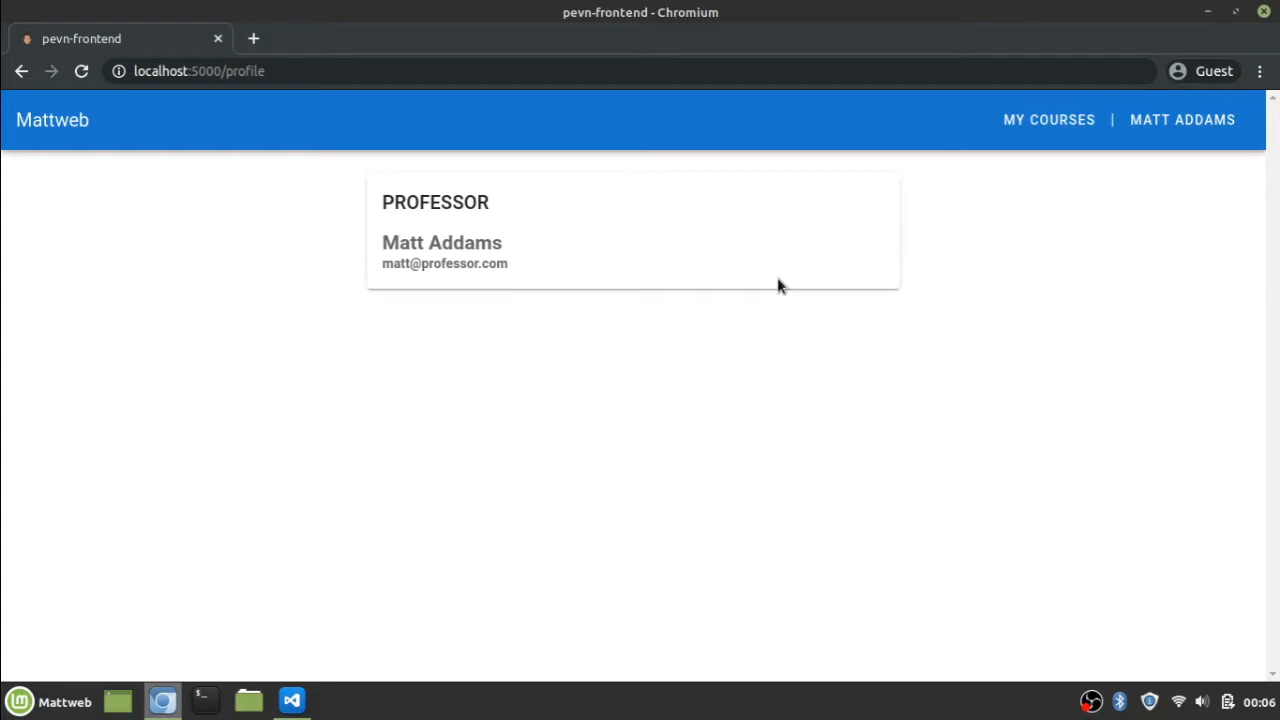 pevn-frontend - Chromium
pevn-frontend
localhost:5000/profile
Guest
Mattweb
MY COURSES | MATT ADDAMS
PROFESSOR
Matt Addams
matt@professor.com
Mattweb
00:06